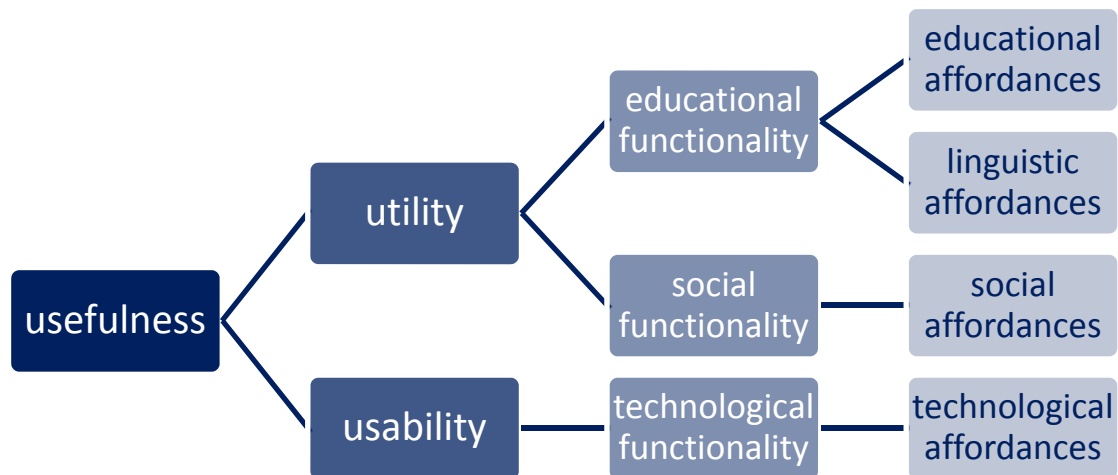 usefulness
utility
usability
educational
functionality
social
functionality
technological
functionality
educational
affordances
linguistic
affordances
social
affordances
technological
affordances